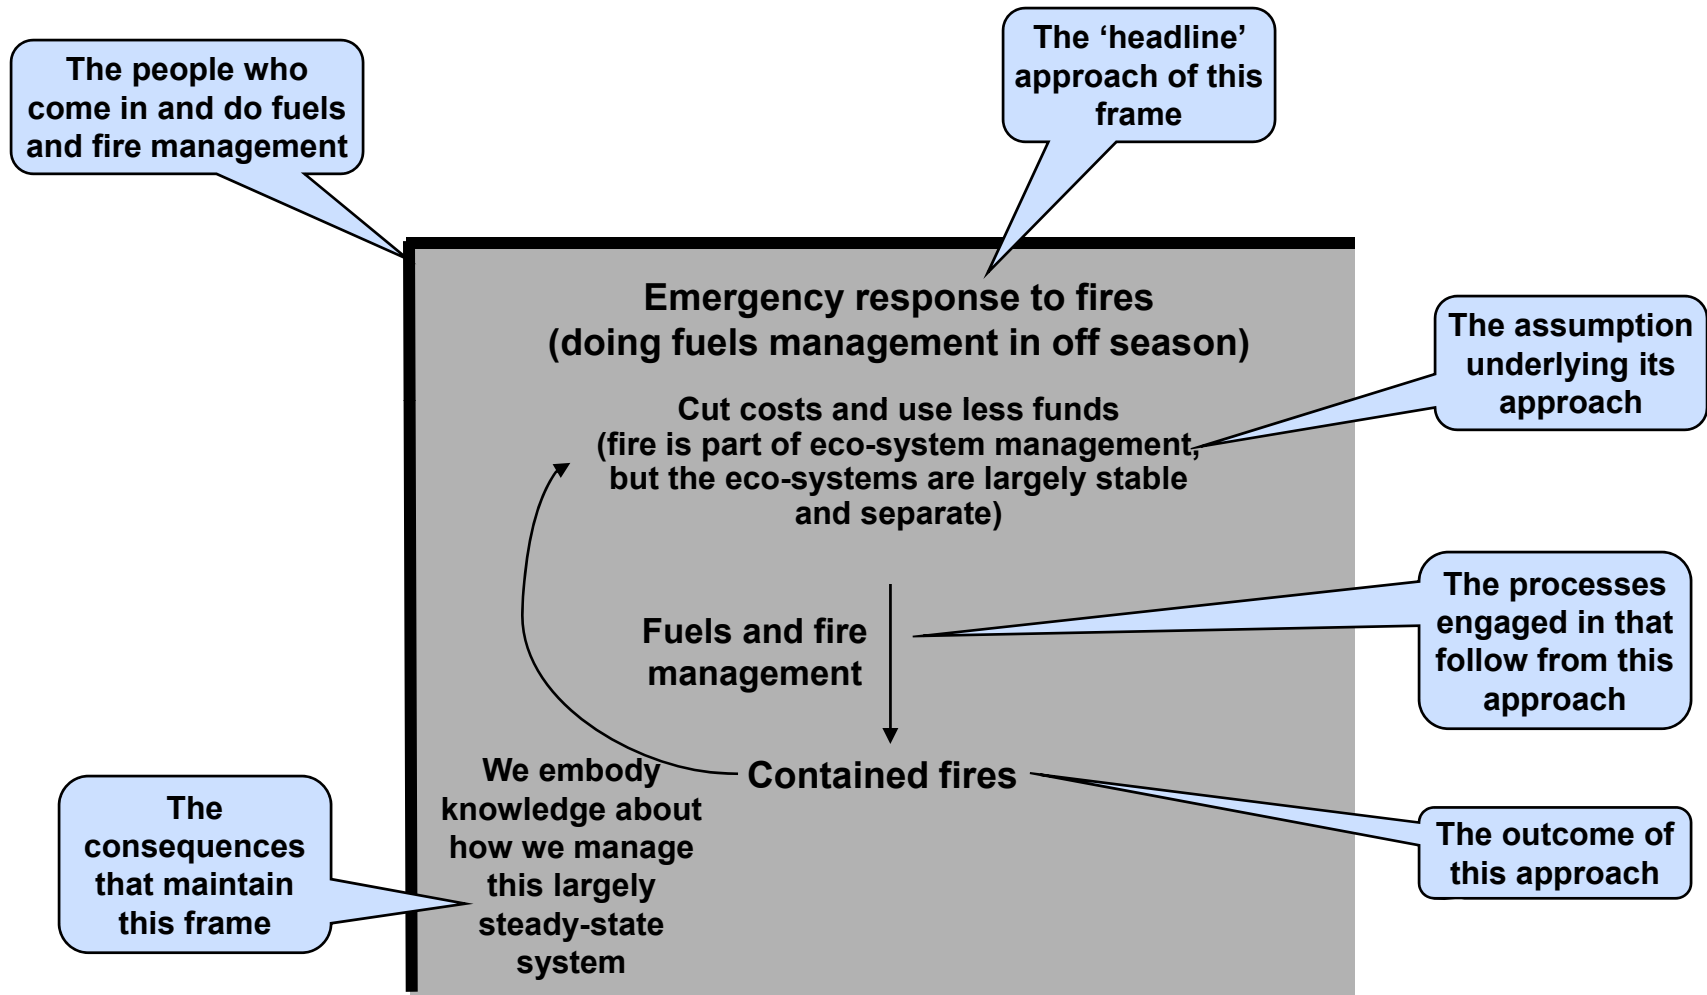 The people who
come in and do fuels
and fire management
The ‘headline’
approach of this
frame
Emergency response to fires
(doing fuels management in off season)
Cut costs and use less funds
(fire is part of eco-system management,
but the eco-systems are largely stable
and separate)
The assumption
underlying its
approach
Fuels and fire
management
The processes
engaged in that
follow from this
approach
Contained fires
We embody
knowledge about
how we manage
this largely
steady-state
system
The
consequences
that maintain
this frame
The outcome of
this approach